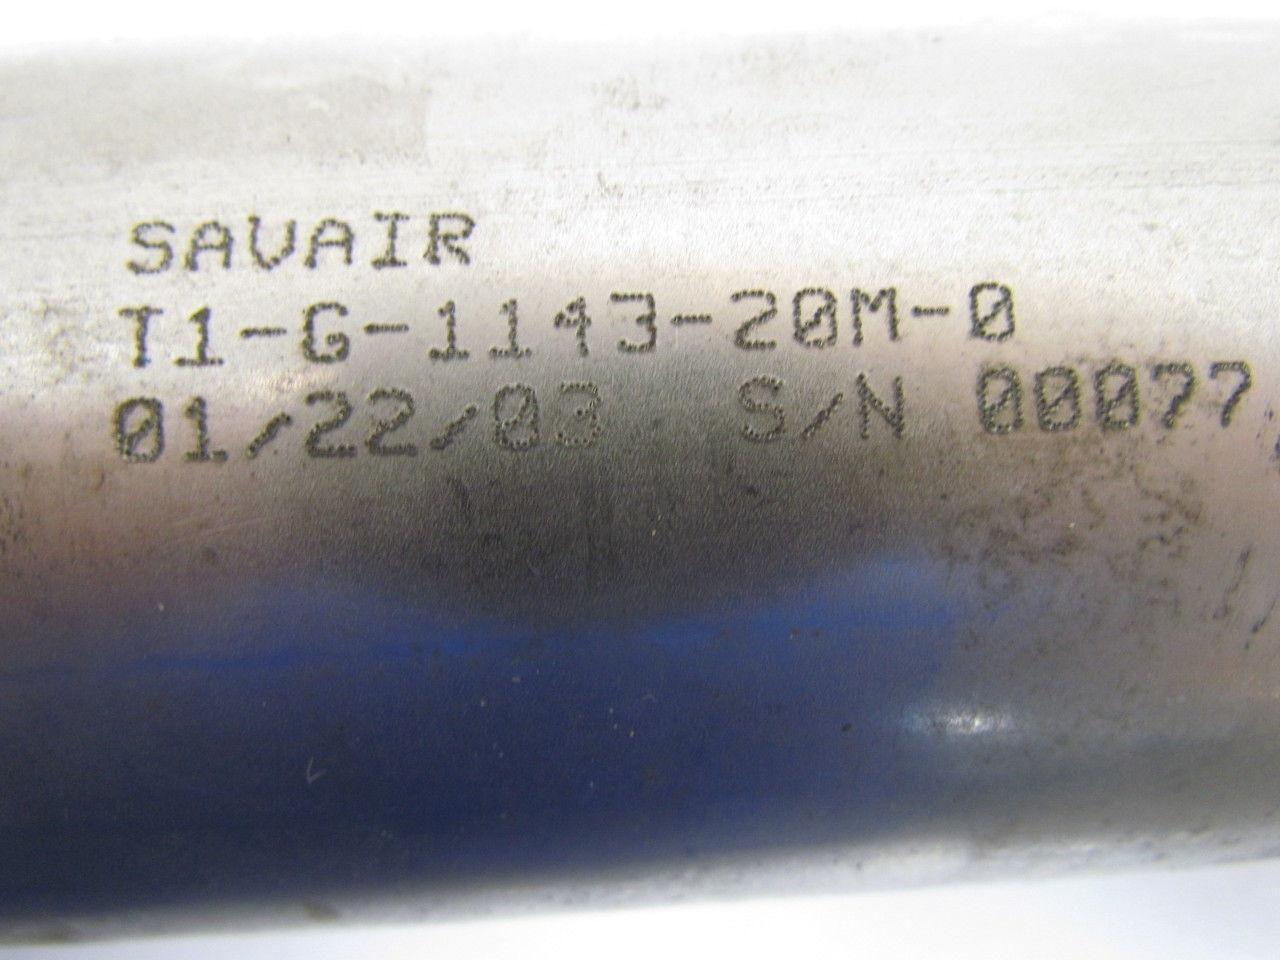 SAVAIR
T1-G-1143-20M-0
01/22/03 S/N 00077